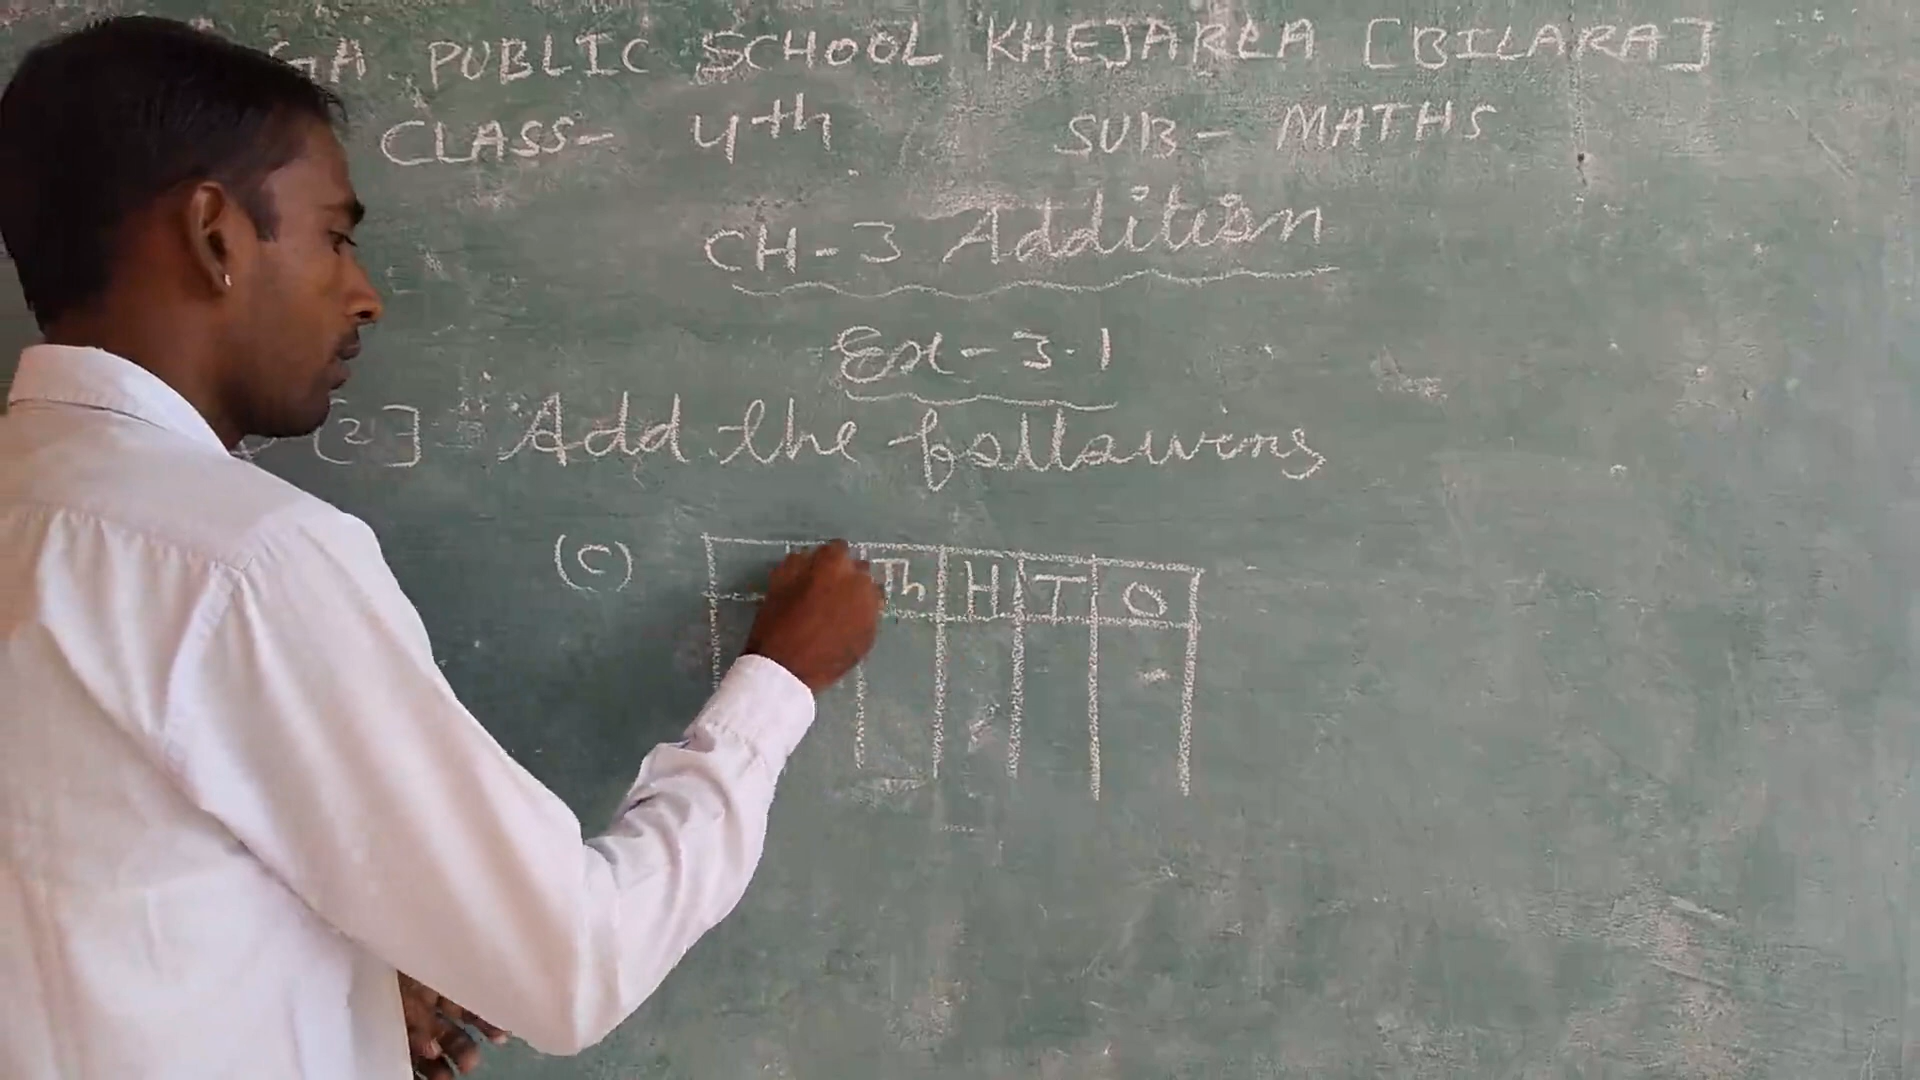 PUBLIC SCHOOL KHEJARLA [BILARA]
CLASS- 4th SUB- MATHS
CH-3 Addition
Ex-3.1
[2] Add the following
(C) Th H T O